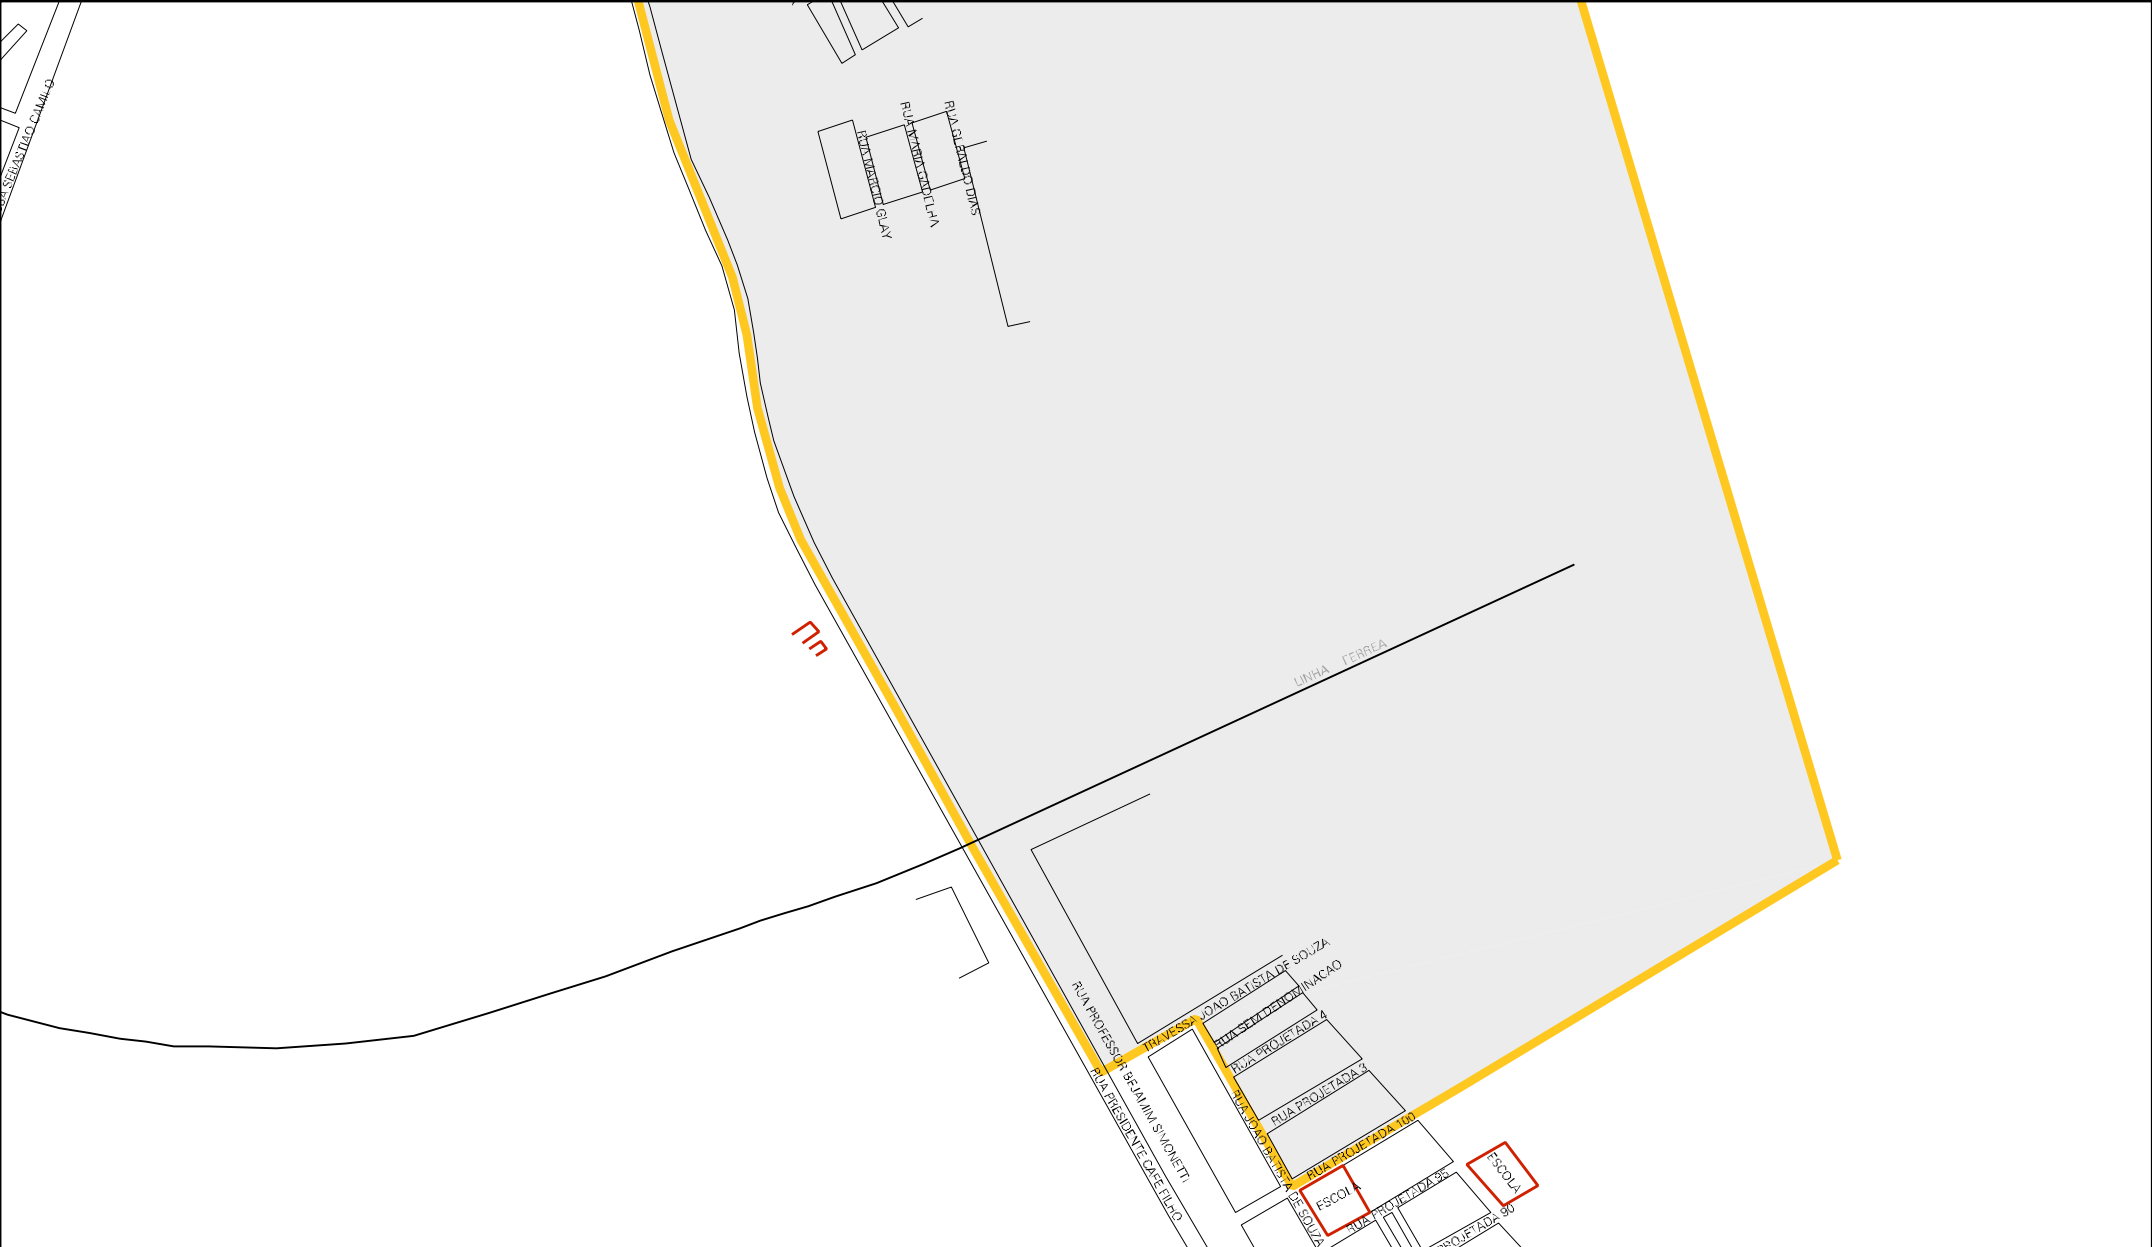 RUA SEBASTIAO CAMILO
RUA MARCIO GLAY
RUA MARIA GADELHA
RUA GERALDO DIAS
LINHA FERREA
TRAVESSA JOAO BATISTA DE SOUZA
RUA SEM DENOMINACAO
RUA PROJETADA 4
RUA PROJETADA 3
RUA PROJETADA 100
RUA PROFESSOR BEJAMIM SIMONETTI
RUA PRESIDENTE CAFE FILHO
RUA JOAO BATISTA DE SOUZA
ESCOLA
ESCOLA
RUA PROJETADA 95
PROJETADA 90